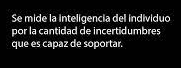 Se mide la inteligencia del individuo
por la cantidad de incertidumbres
que es capaz de soportar.